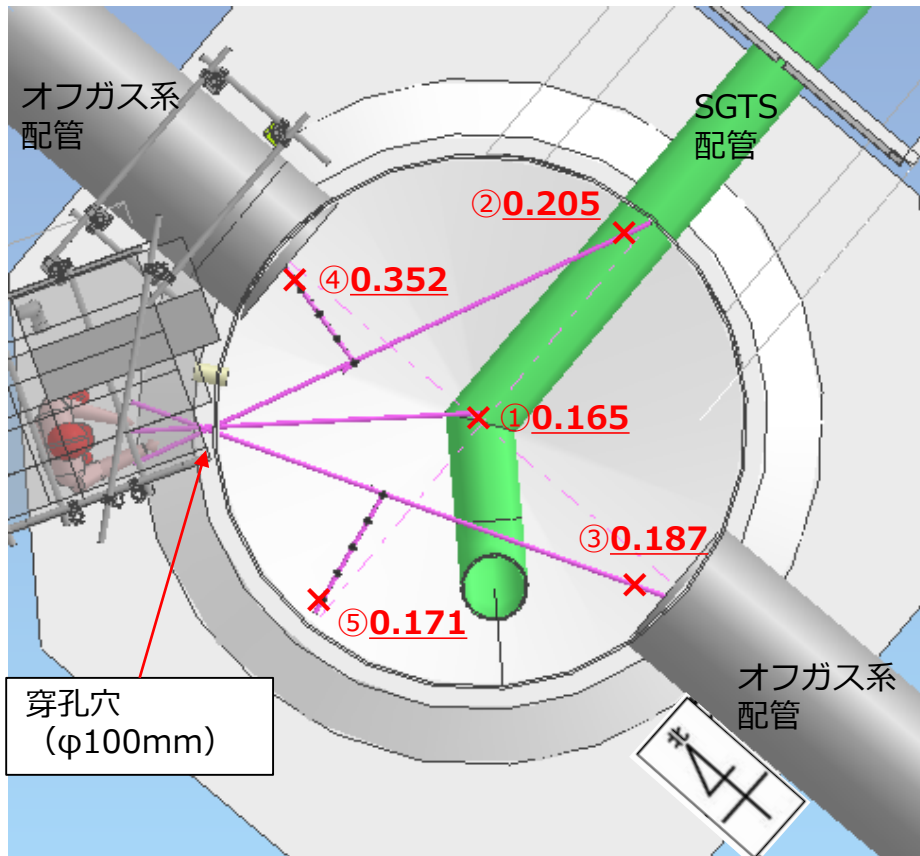 オフガス系
配管
SGTS
配管
②0.205
④0.352
①0.165
③0.187
⑤0.171
穿孔穴
（φ100mm）
オフガス系
配管
北